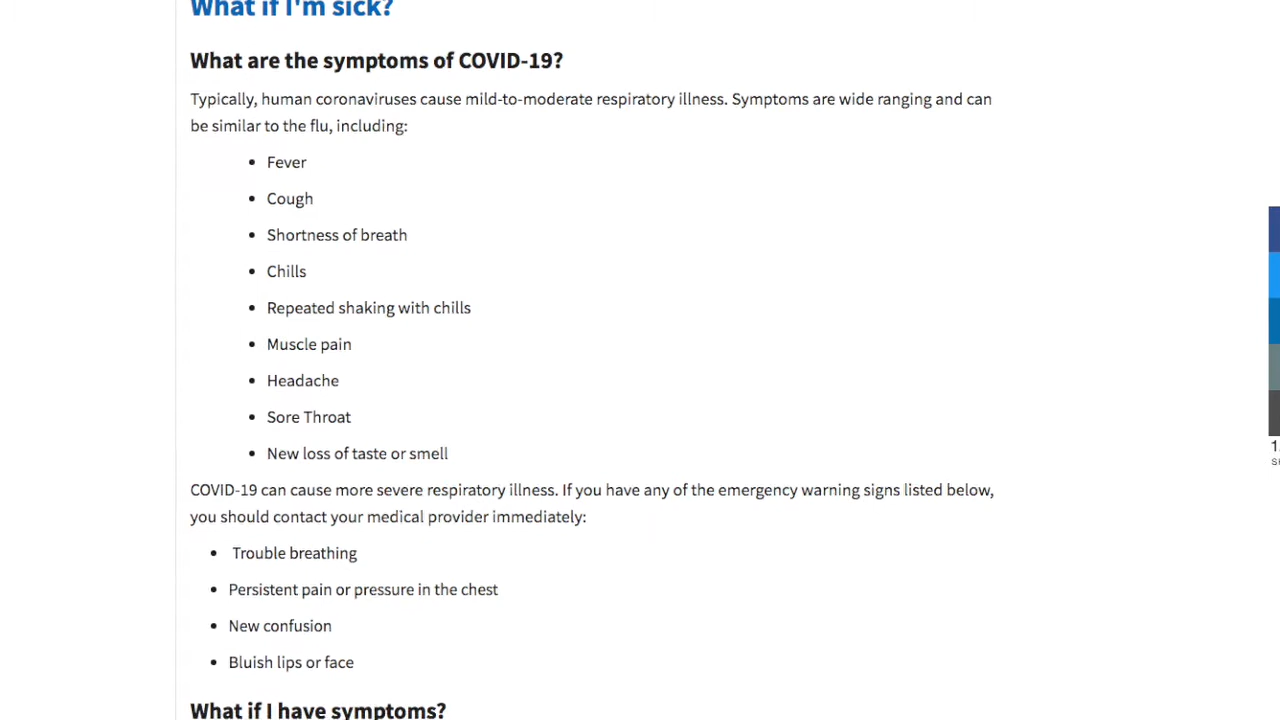 What if I'm sick?
What are the symptoms of COVID-19?
Typically, human coronaviruses cause mild-to-moderate respiratory illness. Symptoms are wide ranging and can
be similar to the flu, including:
• Fever
• Cough
• Shortness of breath
• Chills
• Repeated shaking with chills
• Muscle pain
• Headache
• Sore Throat
• New loss of taste or smell
COVID-19 can cause more severe respiratory illness. If you have any of the emergency warning signs listed below,
you should contact your medical provider immediately:
• Trouble breathing
• Persistent pain or pressure in the chest
• New confusion
• Bluish lips or face
What if I have symptoms?